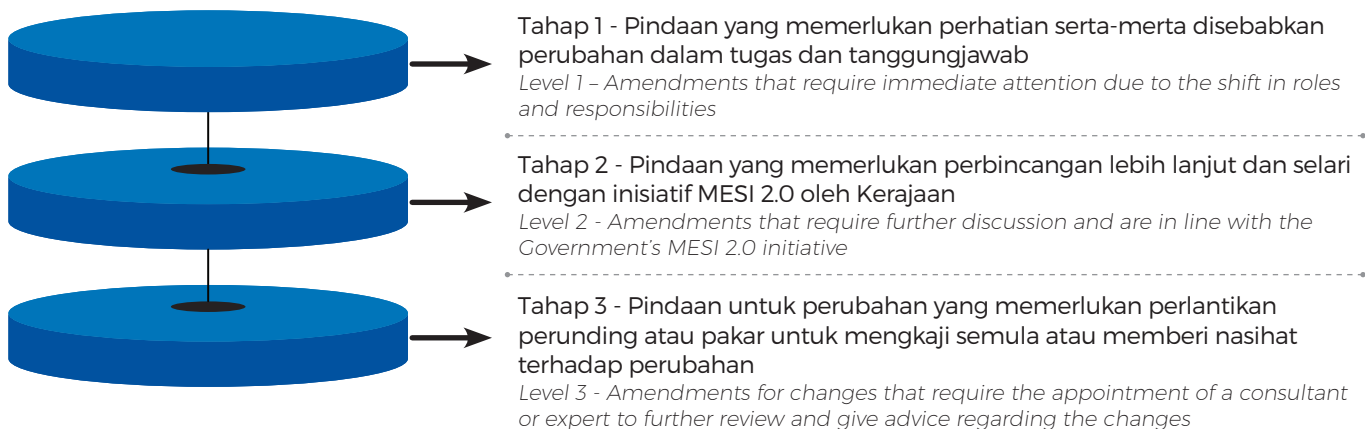 Tahap 1 - Pindaan yang memerlukan perhatian serta-merta disebabkan
perubahan dalam tugas dan tanggungjawab
Level 1 – Amendments that require immediate attention due to the shift in roles
and responsibilities
Tahap 2 - Pindaan yang memerlukan perbincangan lebih lanjut dan selari
dengan inisiatif MESI 2.0 oleh Kerajaan
Level 2 - Amendments that require further discussion and are in line with the
Government’s MESI 2.0 initiative
Tahap 3 - Pindaan untuk perubahan yang memerlukan perlantikan
perunding atau pakar untuk mengkaji semula atau memberi nasihat
terhadap perubahan
Level 3 - Amendments for changes that require the appointment of a consultant
or expert to further review and give advice regarding the changes